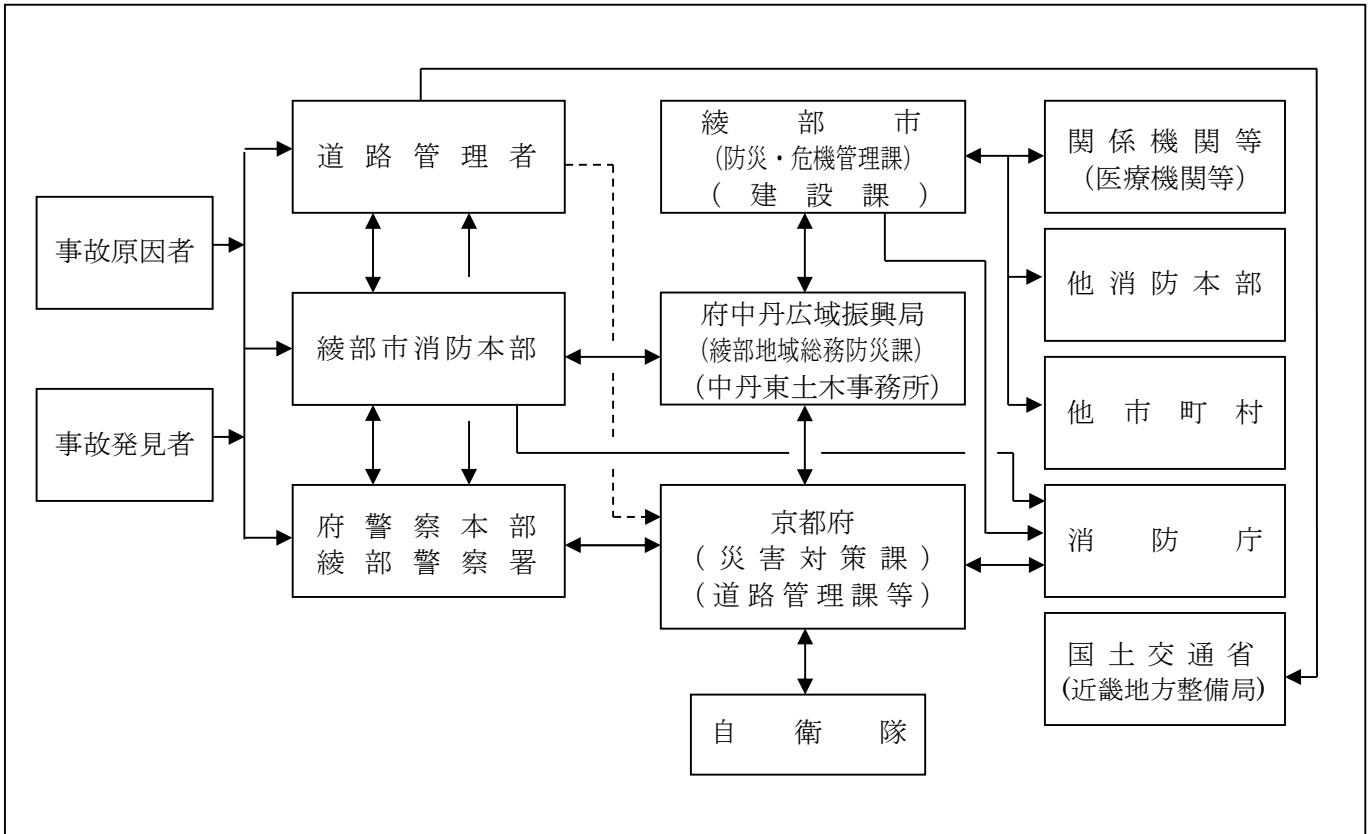 事故原因者
事故発見者
道路管理者
綾部市消防本部
府警察本部
綾部警察署
綾部市
(防災・危機管理課)
(建設課)
府中丹広域振興局
(綾部地域総務防災課)
(中丹東土木事務所)
京都府
(災害対策課)
(道路管理課等)
自衛隊
関係機関等
(医療機関等)
他消防本部
他市町村
消防庁
国土交通省
(近畿地方整備局)